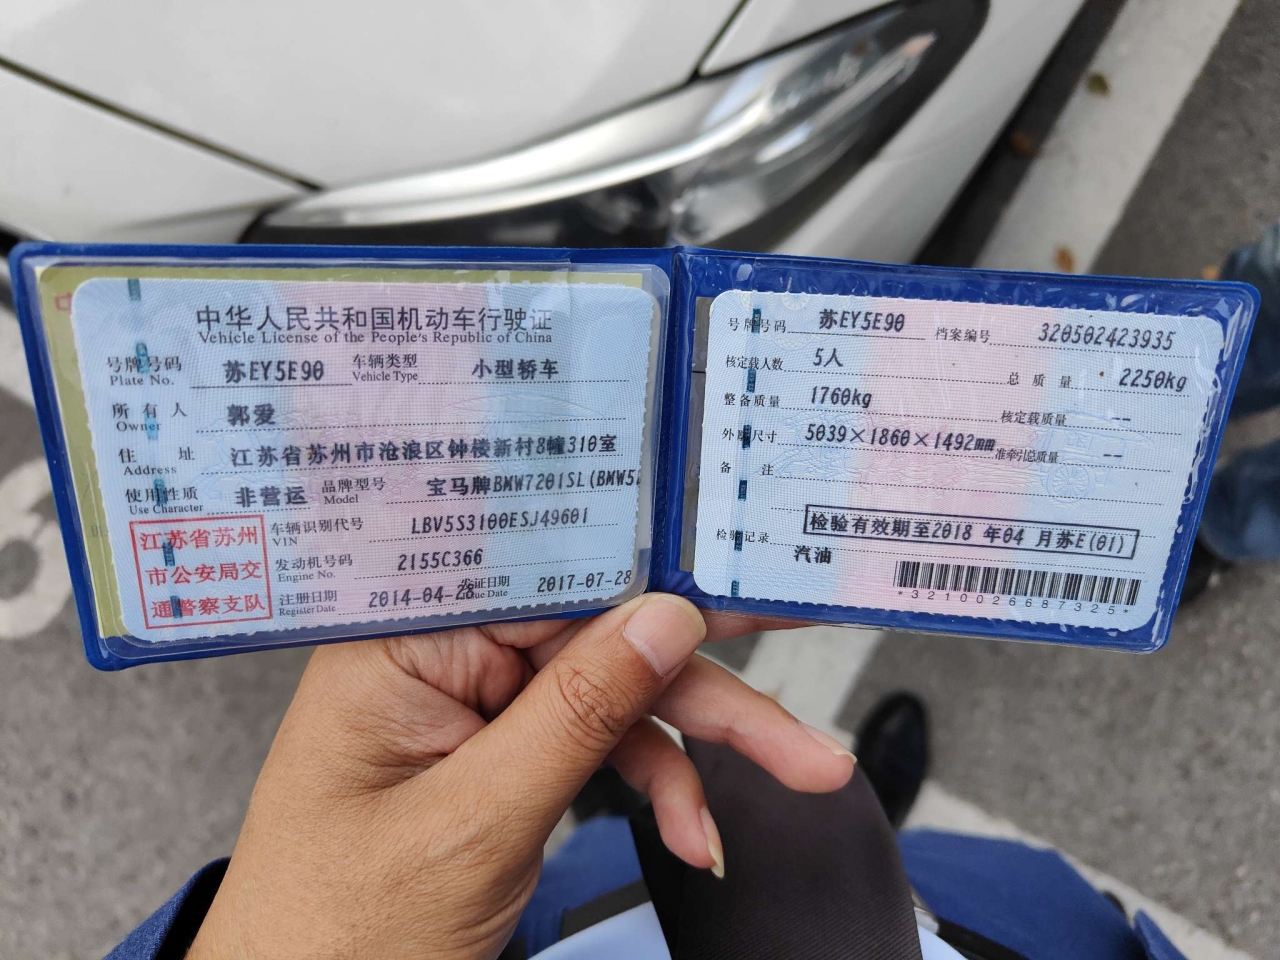 中华人民共和国机动车行驶证
Vehicle License of the People's Republic of China
号牌号码 苏EY5E90 车辆类型 小型轿车
Plate No. Vehicle Type
所有人 郭爱
Owner
住址 江苏省苏州市沧浪区钟楼新村8幢310室
Address
使用性质 非营运 品牌型号 宝马牌BMW7201SL(BMW5
Use Character Model
江苏省苏州
市公安局交
通警察支队
车辆识别代号 LBV5S3100ESJ49601
VIN
发动机号码 2155C366
Engine No.
注册日期 2014-04-28 发证日期 2017-07-28
Register Date Issue Date
号牌号码 苏EY5E90 档案编号 320502423935
核定载人数 5人 总质量 2250kg
整备质量 1760kg 核定载质量 --
外廓尺寸 5039×1860×1492mm 准牵引总质量 --
备注
检验有效期至2018 年04 月苏E(01)
检验记录
汽油
*3210026687325*